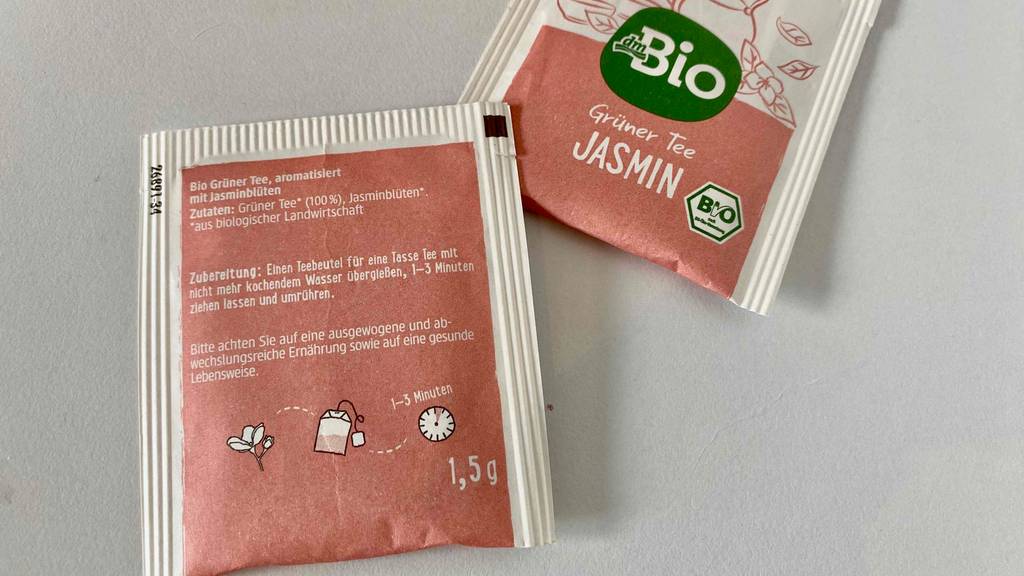 dm
Bio
Grüner Tee
JASMIN
BIO
26891 34
Bio Grüner Tee, aromatisiert
mit Jasminblüten
Zutaten: Grüner Tee* (100%), Jasminblüten*.
*aus biologischer Landwirtschaft
Zubereitung: Einen Teebeutel für eine Tasse Tee mit
nicht mehr kochendem Wasser übergießen, 1–3 Minuten
ziehen lassen und umrühren.
Bitte achten Sie auf eine ausgewogene und ab-
wechslungsreiche Ernährung sowie auf eine gesunde
Lebensweise.
1–3 Minuten
1,5 g